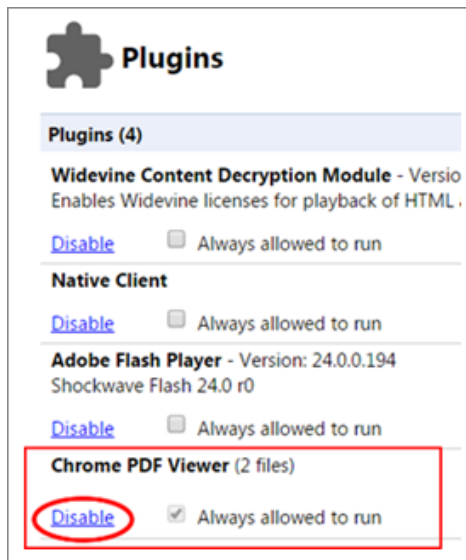 Plugins
Plugins (4)
Widevine Content Decryption Module - Versio
Enables Widevine licenses for playback of HTML
Disable Always allowed to run
Native Client
Disable Always allowed to run
Adobe Flash Player - Version: 24.0.0.194
Shockwave Flash 24.0 r0
Disable Always allowed to run
Chrome PDF Viewer (2 files)
Disable Always allowed to run